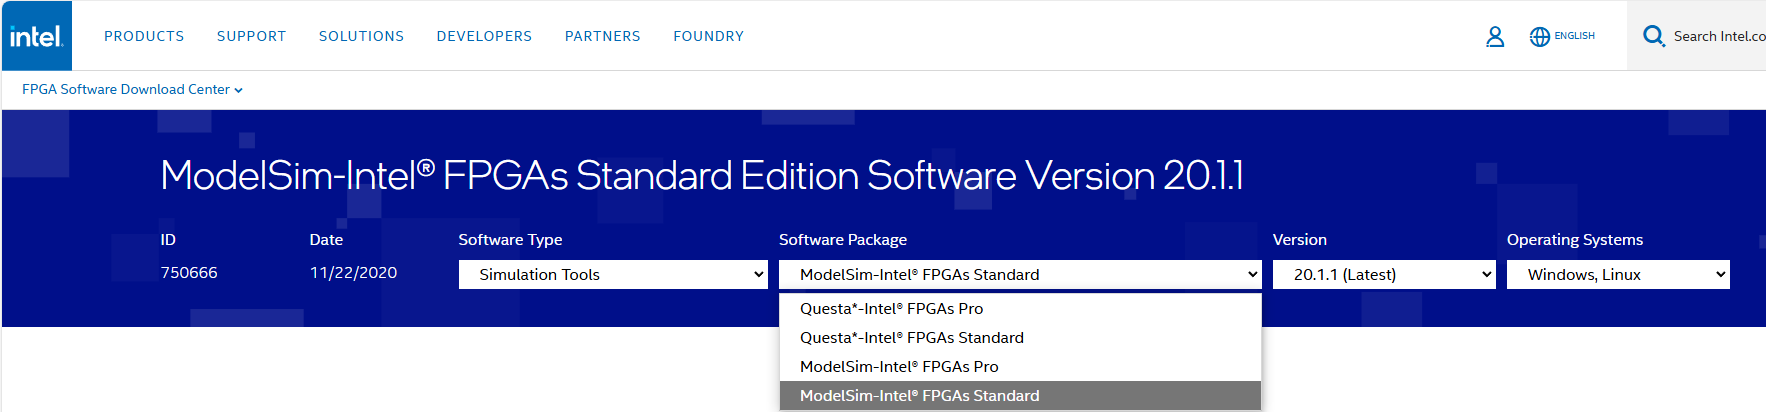 intel.
PRODUCTS SUPPORT SOLUTIONS DEVELOPERS PARTNERS FOUNDRY ENGLISH Search Intel.co
FPGA Software Download Center
ModelSim-Intel® FPGAs Standard Edition Software Version 20.1.1
ID Date Software Type Software Package Version Operating Systems
750666 11/22/2020 Simulation Tools ModelSim-Intel® FPGAs Standard 20.1.1 (Latest) Windows, Linux
Questa*-Intel® FPGAs Pro
Questa*-Intel® FPGAs Standard
ModelSim-Intel® FPGAs Pro
ModelSim-Intel® FPGAs Standard